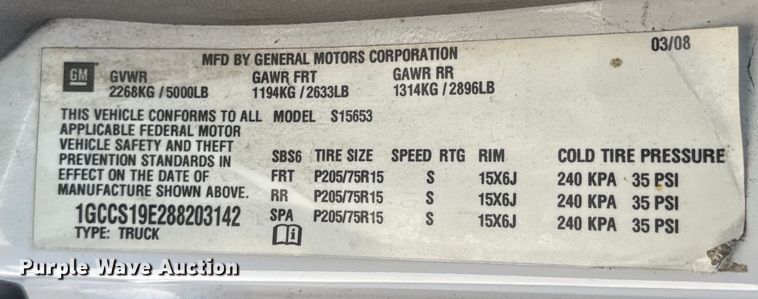 MFD BY GENERAL MOTORS CORPORATION 03/08
GM GVWR GAWR FRT GAWR RR
2268KG / 5000LB 1194KG / 2633LB 1314KG / 2896LB
THIS VEHICLE CONFORMS TO ALL MODEL S15653
APPLICABLE FEDERAL MOTOR
VEHICLE SAFETY AND THEFT
PREVENTION STANDARDS IN SBS6 TIRE SIZE SPEED RTG RIM COLD TIRE PRESSURE
EFFECT ON THE DATE OF FRT P205/75R15 S 15X6J 240 KPA 35 PSI
MANUFACTURE SHOWN ABOVE. RR P205/75R15 S 15X6J 240 KPA 35 PSI
1GCCS19E288203142 SPA P205/75R15 S 15X6J 240 KPA 35 PSI
TYPE: TRUCK
Purple Wave Auction